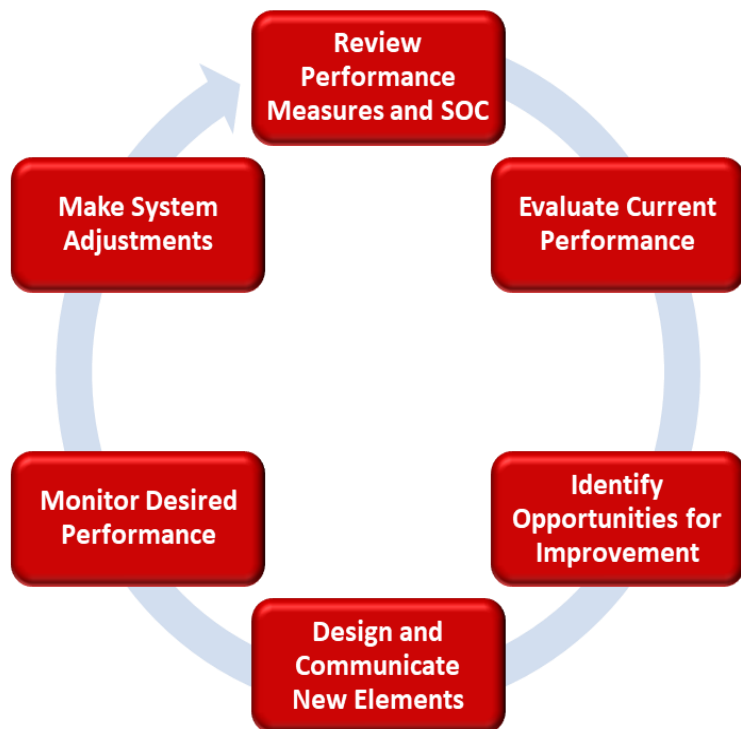 Review
Performance
Measures and SOC
Evaluate Current
Performance
Identify
Opportunities for
Improvement
Design and
Communicate
New Elements
Monitor Desired
Performance
Make System
Adjustments